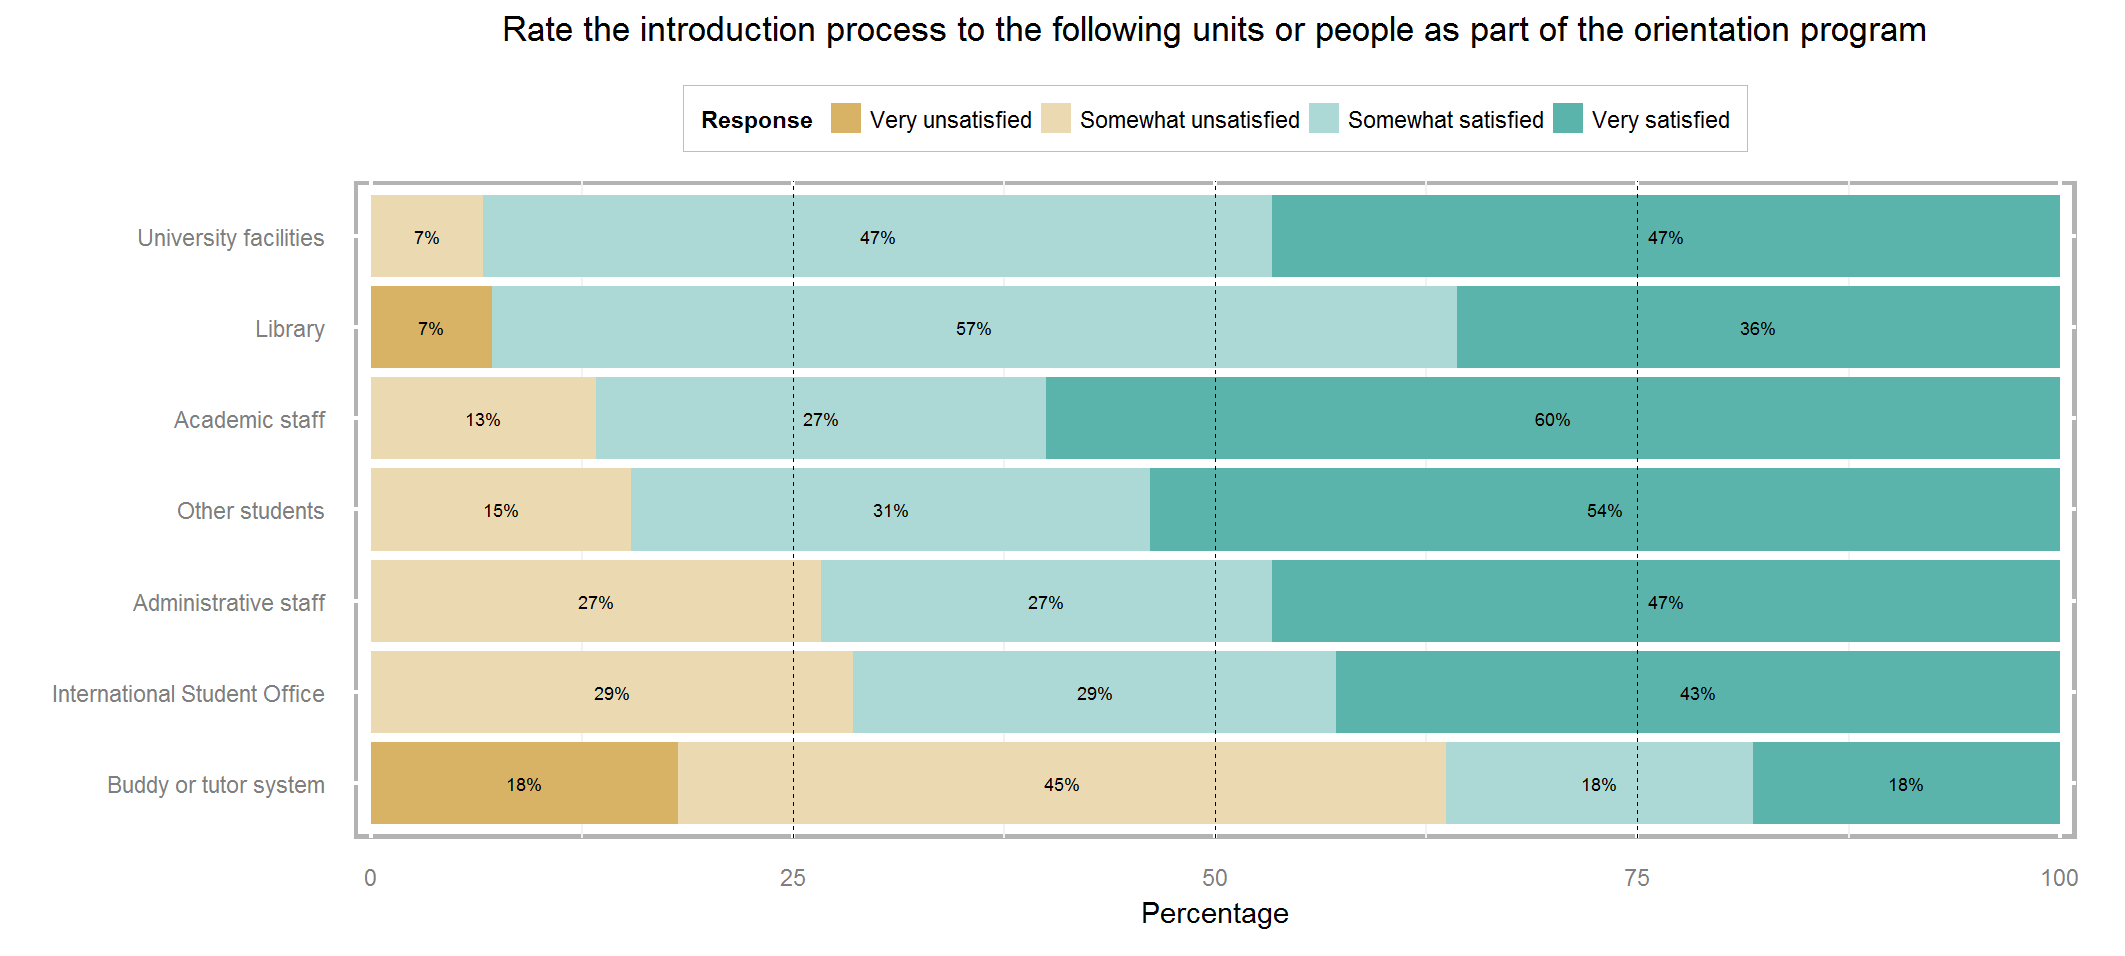 Rate the introduction process to the following units or people as part of the orientation program
Response Very unsatisfied Somewhat unsatisfied Somewhat satisfied Very satisfied
University facilities 7% 47% 47%
Library 7% 57% 36%
Academic staff 13% 27% 60%
Other students 15% 31% 54%
Administrative staff 27% 27% 47%
International Student Office 29% 29% 43%
Buddy or tutor system 18% 45% 18% 18%
0 25 50 75 100
Percentage